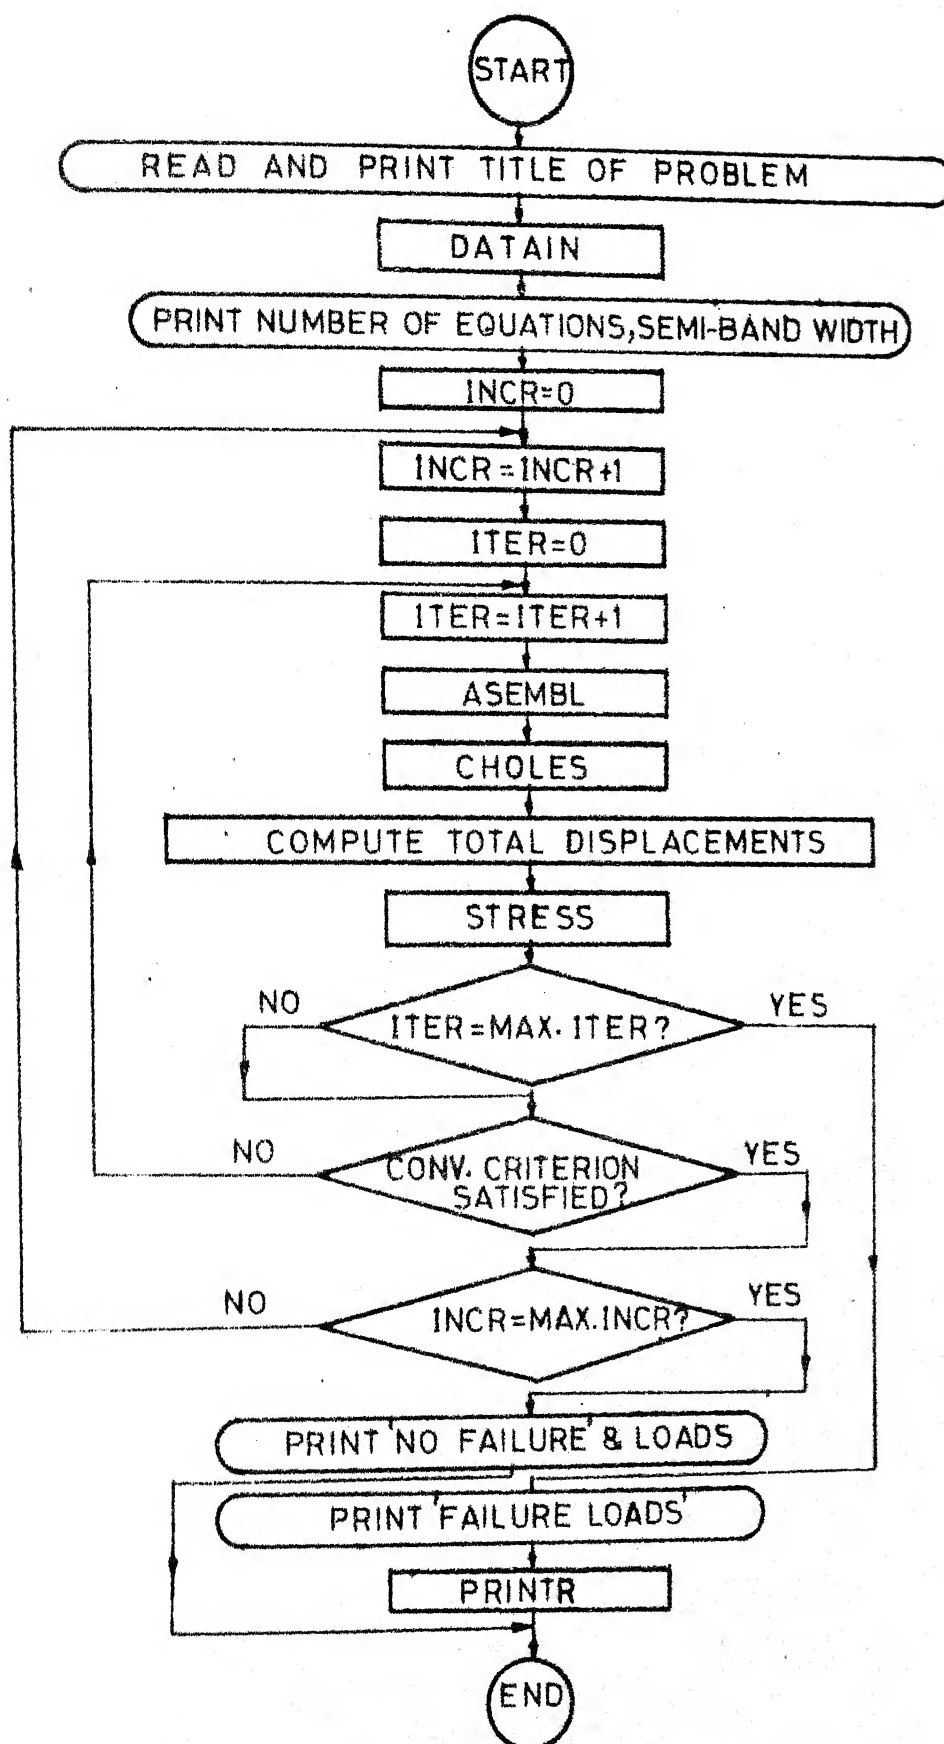 START
READ AND PRINT TITLE OF PROBLEM
DATAIN
PRINT NUMBER OF EQUATIONS, SEMI-BAND WIDTH
INCR=0
INCR=INCR+1
ITER=0
ITER=ITER+1
ASEMBL
CHOLES
COMPUTE TOTAL DISPLACEMENTS
STRESS
NO
ITER=MAX. ITER?
YES
NO
CONV. CRITERION
SATISFIED?
YES
NO
INCR=MAX.INCR?
YES
PRINT 'NO FAILURE' & LOADS
PRINT 'FAILURE LOADS'
PRINTR
END